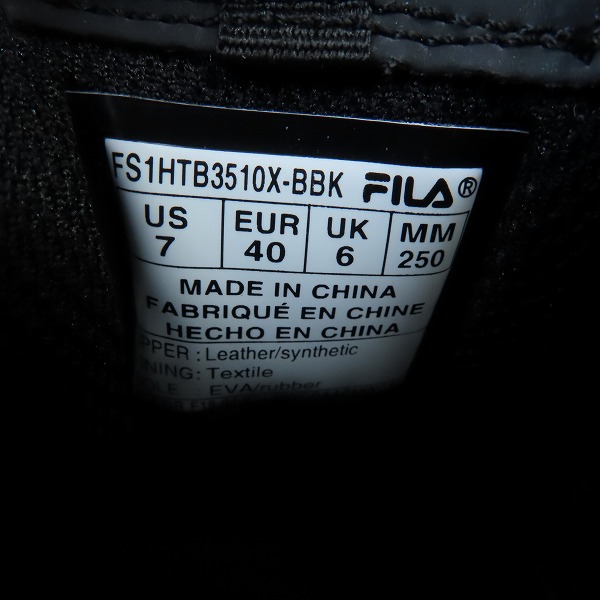 FS1HTB3510X-BBK FILA®
US EUR UK MM
7 40 6 250
MADE IN CHINA
FABRIQUÉ EN CHINE
HECHO EN CHINA
PPER : Leather/synthetic
NING: Textile
OLE EVA/rubber